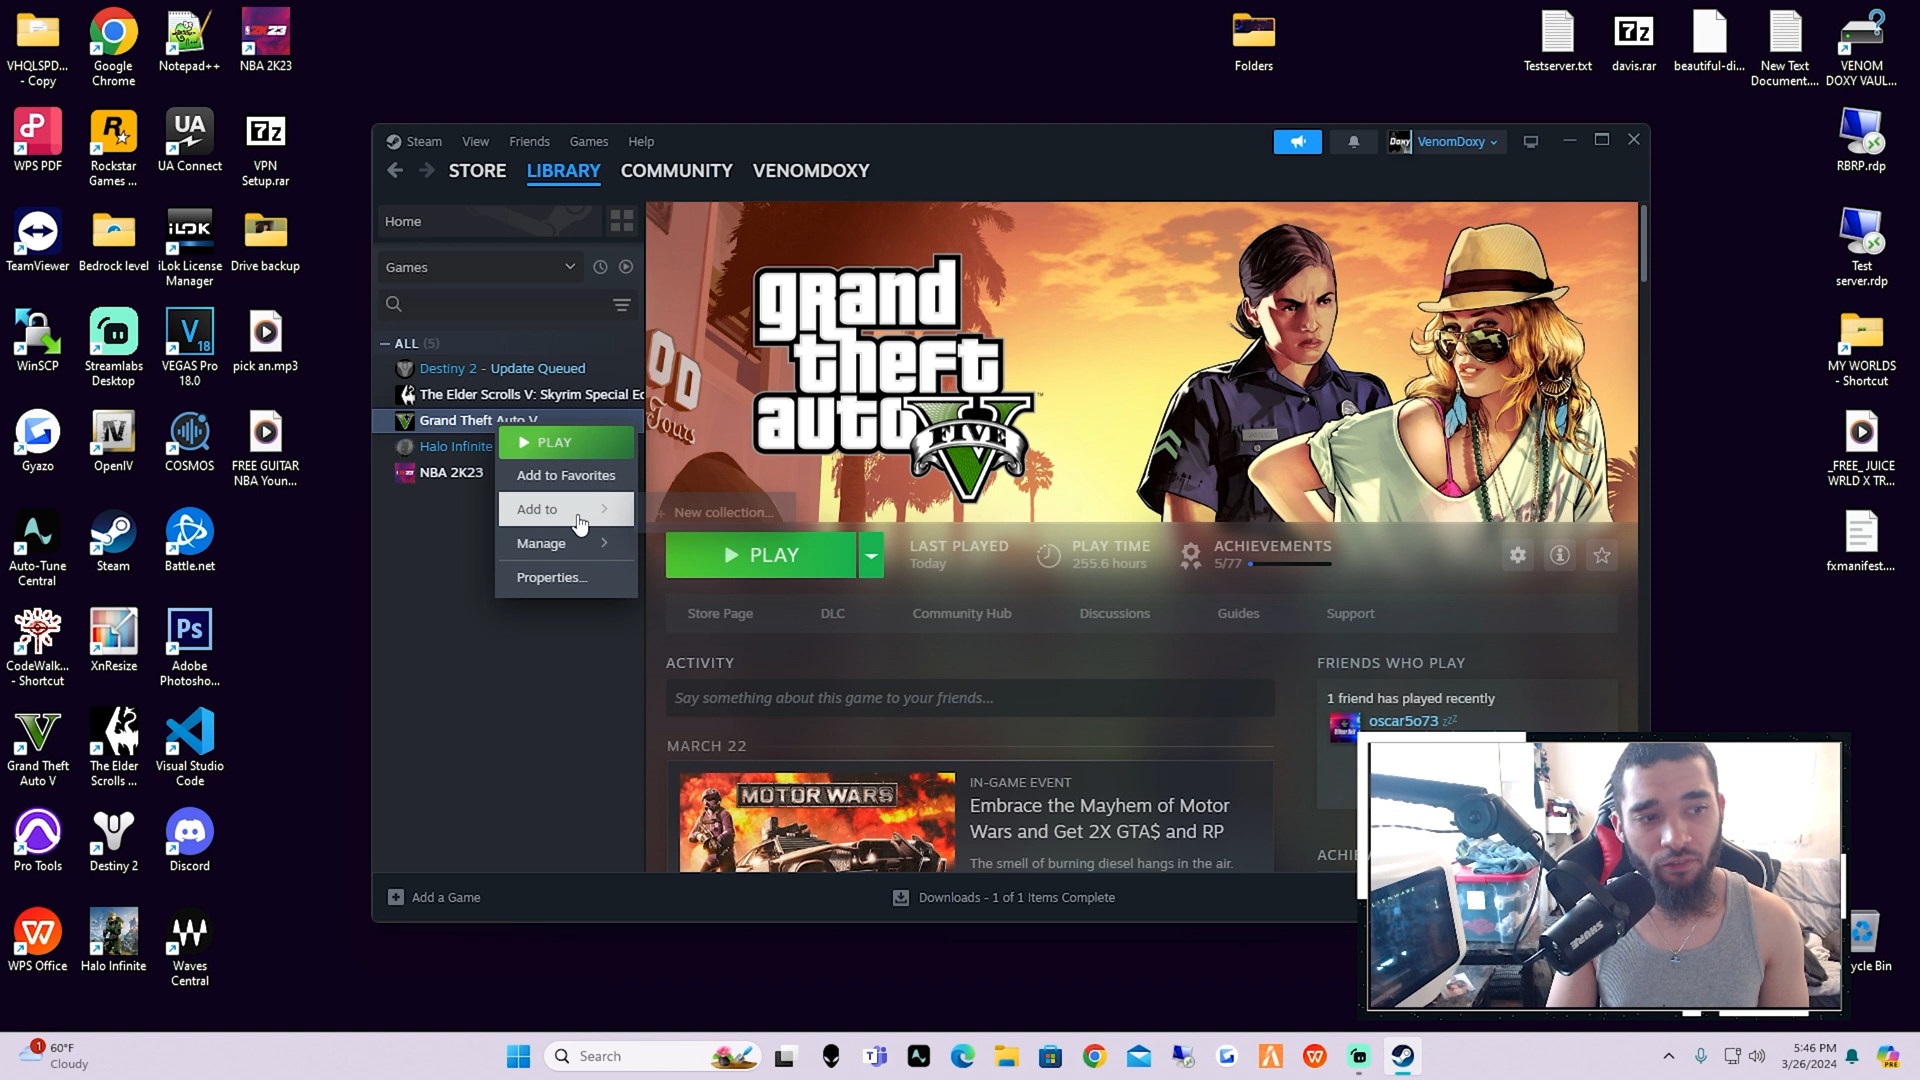 VHQLSPD...
- Copy
Google
Chrome
Notepad++
NBA 2K23
WPS PDF
Rockstar
Games ...
UA Connect
VPN
Setup.rar
TeamViewer
Bedrock level
iLok License
Manager
Drive backup
WinSCP
Streamlabs
Desktop
VEGAS Pro
18.0
pick an.mp3
Gyazo
OpenIV
COSMOS
FREE GUITAR
NBA Youn...
Auto-Tune
Central
Steam
Battle.net
CodeWalk...
- Shortcut
XnResize
Adobe
Photosho...
Grand Theft
Auto V
The Elder
Scrolls ...
Visual Studio
Code
Pro Tools
Destiny 2
Discord
WPS Office
Halo Infinite
Waves
Central
Folders
Testserver.txt
davis.rar
beautiful-di...
New Text
Document....
VENOM
DOXY VAUL...
RBRP.rdp
Test
server.rdp
MY WORLDS
- Shortcut
_FREE_JUICE
WRLD X TR...
fxmanifest....
ycle Bin
Steam View Friends Games Help
VenomDoxy
STORE LIBRARY COMMUNITY VENOMDOXY
Home
Games
ALL (5)
Destiny 2 - Update Queued
The Elder Scrolls V: Skyrim Special Ed
Grand Theft Auto V
Halo Infinite
NBA 2K23
PLAY
Add to Favorites
Add to
Manage
Properties...
+ New collection...
grand
theft
auto V
FIVE
PLAY
LAST PLAYED
Today
PLAY TIME
255.6 hours
ACHIEVEMENTS
5/77
Store Page DLC Community Hub Discussions Guides Support
ACTIVITY
Say something about this game to your friends...
MARCH 22
MOTOR WARS
IN-GAME EVENT
Embrace the Mayhem of Motor
Wars and Get 2X GTA$ and RP
The smell of burning diesel hangs in the air.
FRIENDS WHO PLAY
1 friend has played recently
oscar5o73 zzz
ACHIE
Add a Game
Downloads - 1 of 1 Items Complete
SHURE
1
60°F
Cloudy
Search
5:46 PM
3/26/2024